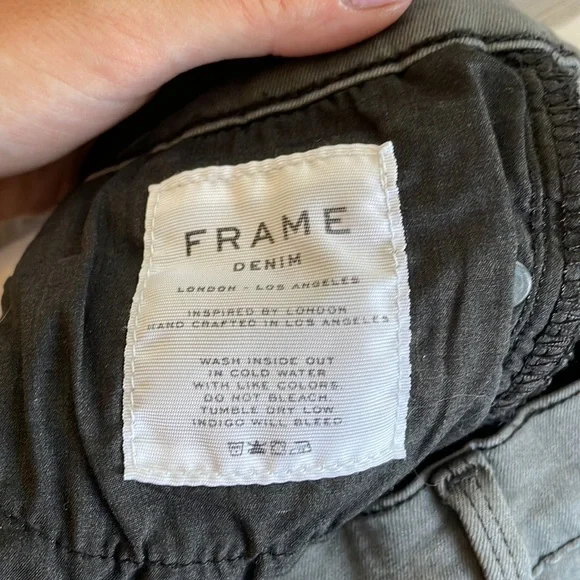 FRAME
DENIM
LONDON - LOS ANGELES
INSPIRED BY LONDON
HAND CRAFTED IN LOS ANGELES
WASH INSIDE OUT
IN COLD WATER
WITH LIKE COLORS
DO NOT BLEACH
TUMBLE DRY LOW
INDIGO WILL BLEED